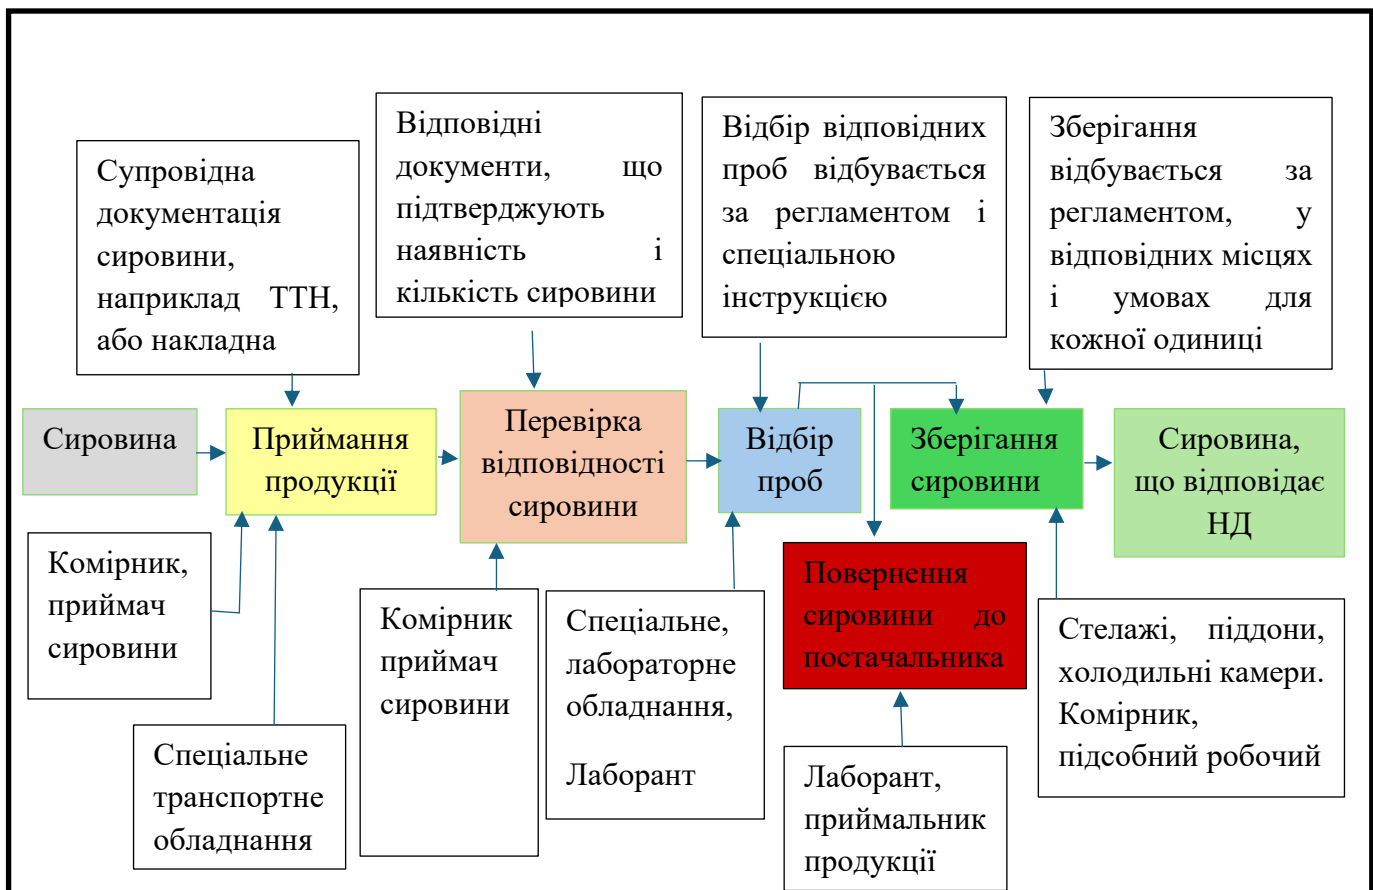 Супровідна
документація
сировини,
наприклад ТТН,
або накладна
Відповідні
документи, що
підтверджують
наявність і
кількість сировини
Відбір відповідних
проб відбувається
за регламентом і
спеціальною
інструкцією
Зберігання
відбувається за
регламентом, у
відповідних місцях
і умовах для
кожної одиниці
Сировина
Приймання
продукції
Перевірка
відповідності
сировини
Відбір
проб
Зберігання
сировини
Сировина,
що відповідає
НД
Комірник,
приймач
сировини
Спеціальне
транспортне
обладнання
Комірник
приймач
сировини
Спеціальне,
лабораторне
обладнання,
Лаборант
Повернення
сировини до
постачальника
Лаборант,
приймальник
продукції
Стелажі, піддони,
холодильні камери.
Комірник,
підсобний робочий